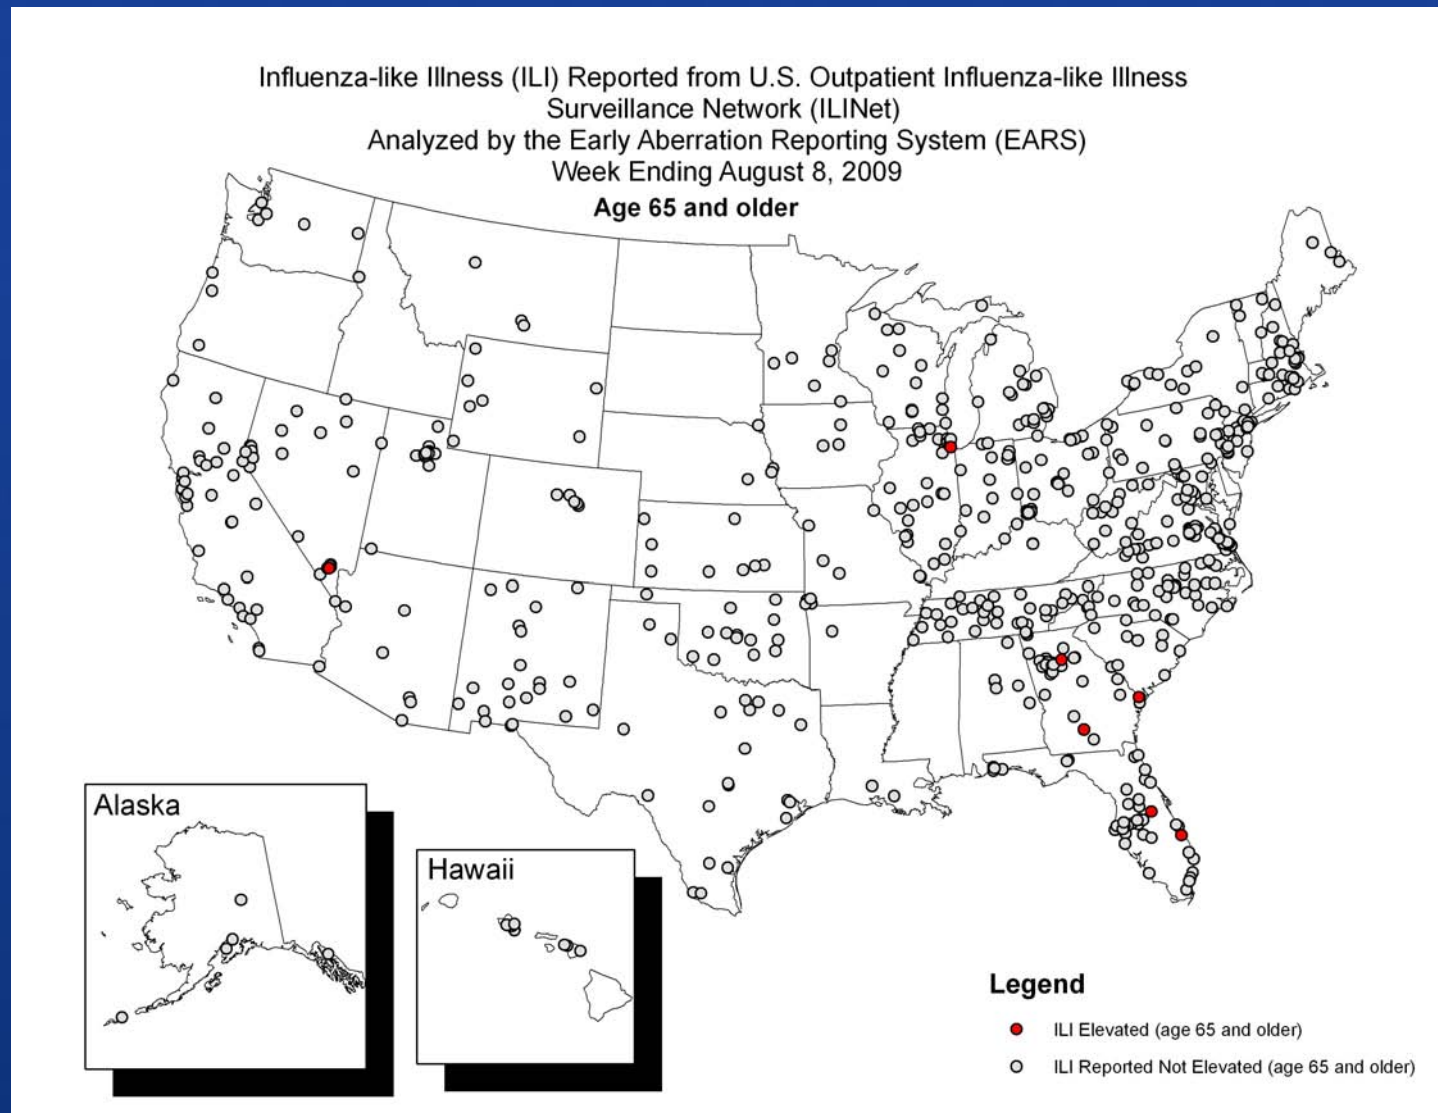 Influenza-like Illness (ILI) Reported from U.S. Outpatient Influenza-like Illness
Surveillance Network (ILINet)
Analyzed by the Early Aberration Reporting System (EARS)
Week Ending August 8, 2009
Age 65 and older
Alaska
Hawaii
Legend
ILI Elevated (age 65 and older)
ILI Reported Not Elevated (age 65 and older)